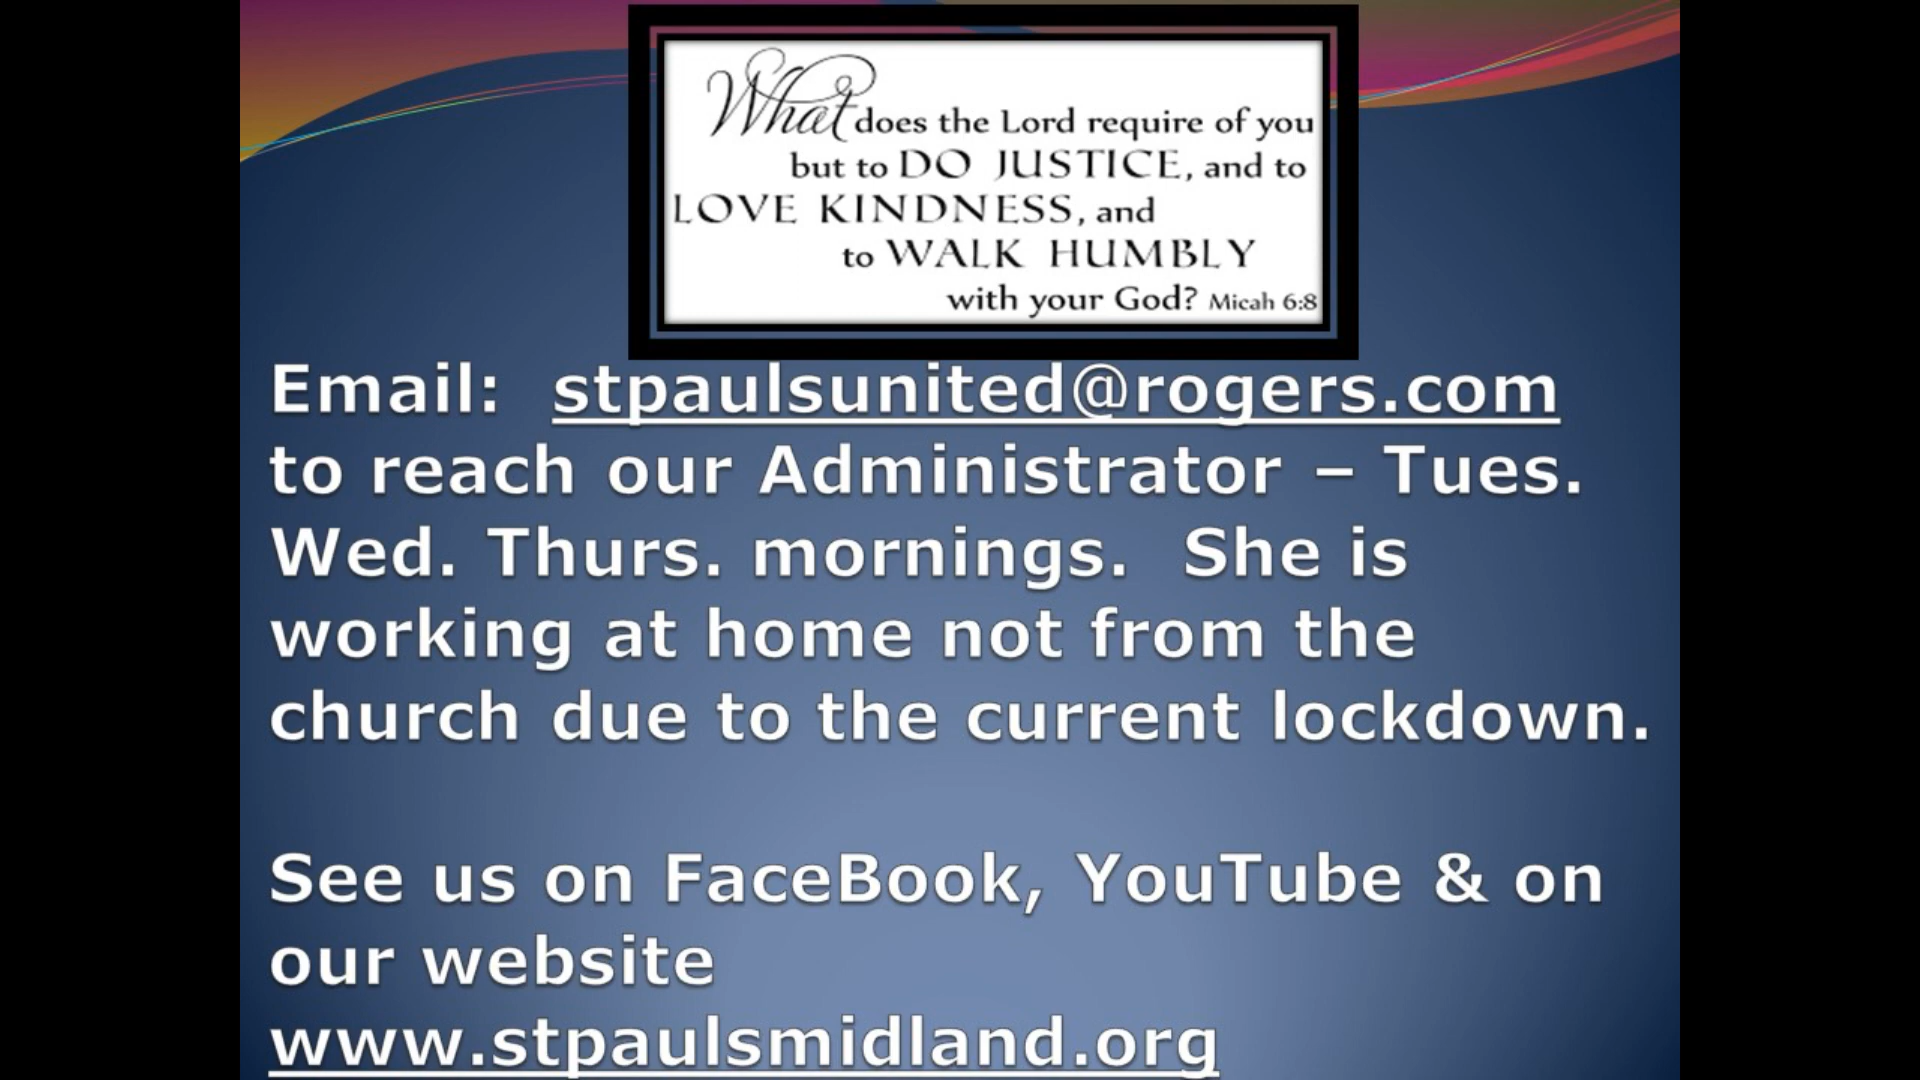 What does the Lord require of you
but to DO JUSTICE, and to
LOVE KINDNESS, and
to WALK HUMBLY
with your God? Micah 6:8
Email:  stpaulsunited@rogers.com
to reach our Administrator – Tues.
Wed. Thurs. mornings.  She is
working at home not from the
church due to the current lockdown.
See us on FaceBook, YouTube & on
our website
www.stpaulsmidland.org